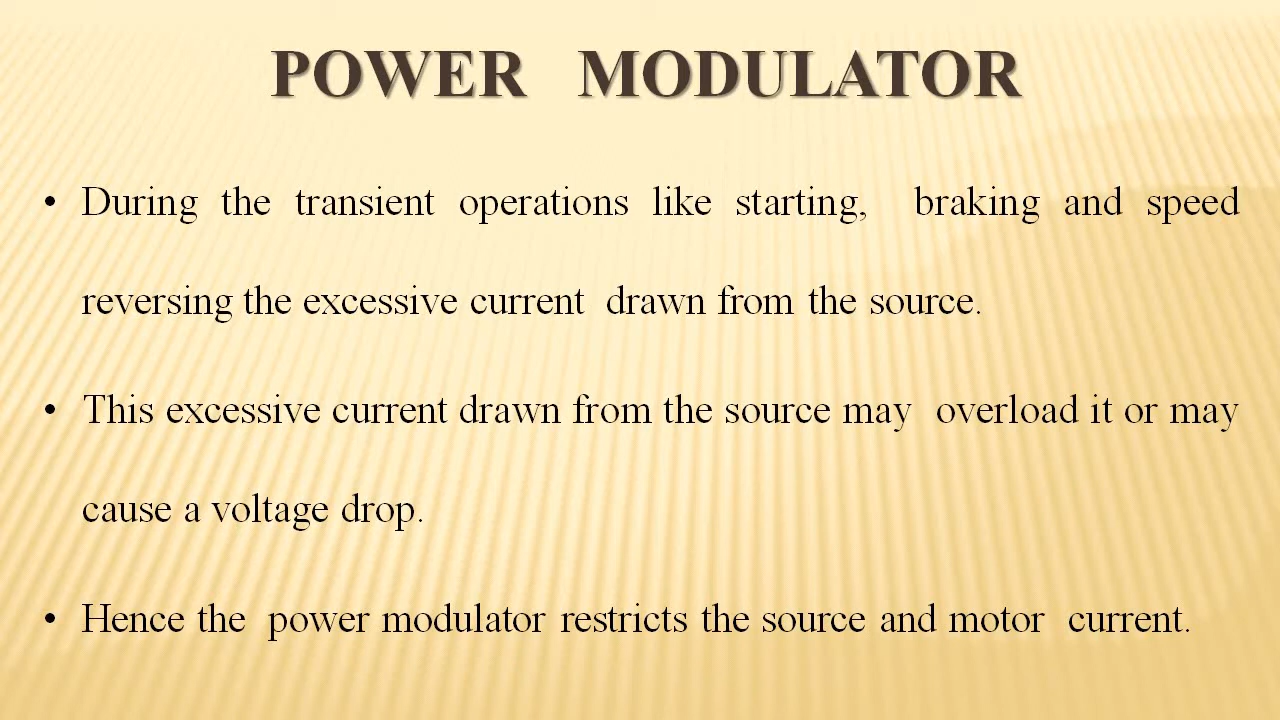 POWER MODULATOR
• During the transient operations like starting, braking and speed
reversing the excessive current drawn from the source.
• This excessive current drawn from the source may overload it or may
cause a voltage drop.
• Hence the power modulator restricts the source and motor current.